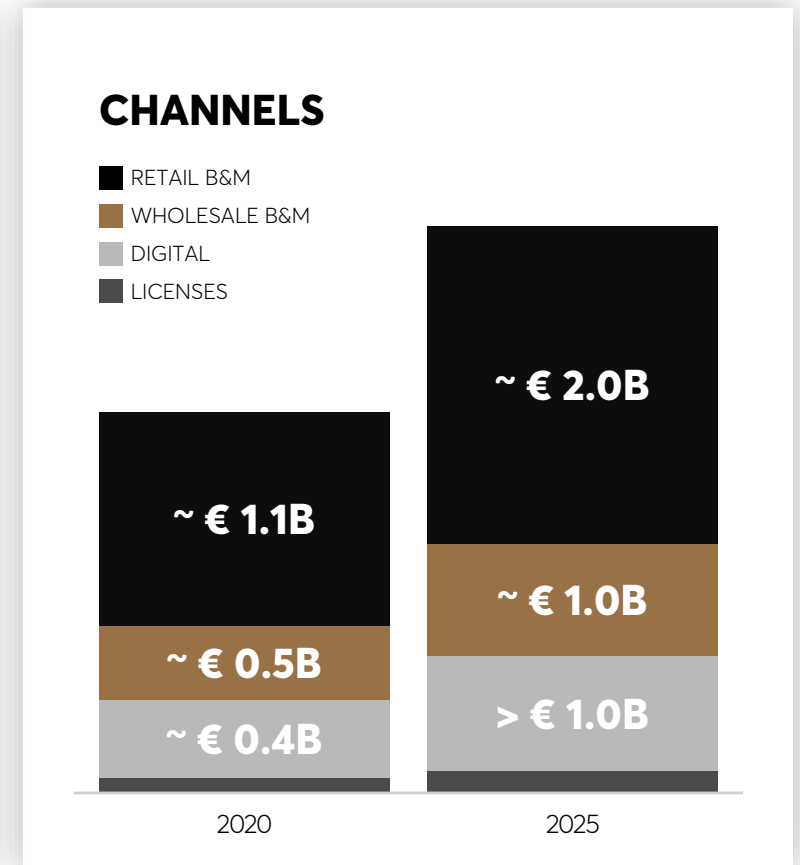 CHANNELS
RETAIL B&M
WHOLESALE B&M
DIGITAL
LICENSES
~ € 2.0B
~ € 1.1B
~ € 1.0B
~ € 0.5B
> € 1.0B
~ € 0.4B
2020
2025